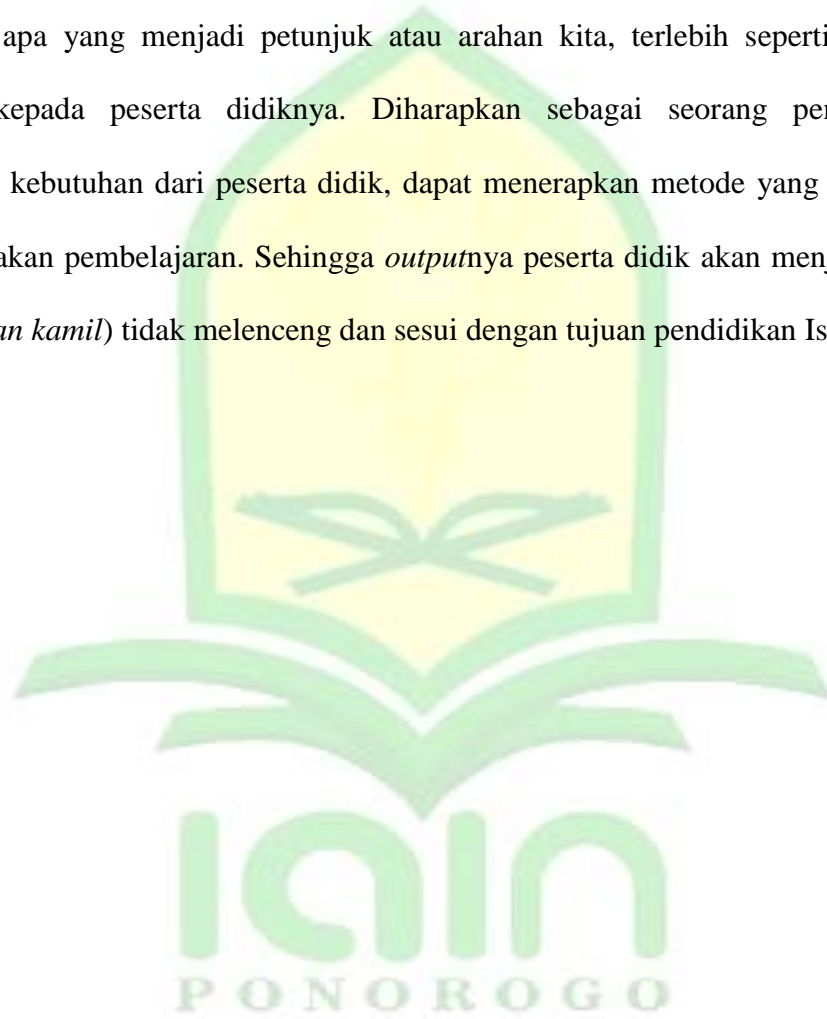 apa yang menjadi petunjuk atau arahan kita, terlebih seperti
kepada peserta didiknya. Diharapkan sebagai seorang
kebutuhan dari peserta didik, dapat menerapkan metode yang
akan pembelajaran. Sehingga outputnya peserta didik akan
an kamil) tidak melenceng dan sesui dengan tujuan pendidikan Is
IAIN
PONOROGO